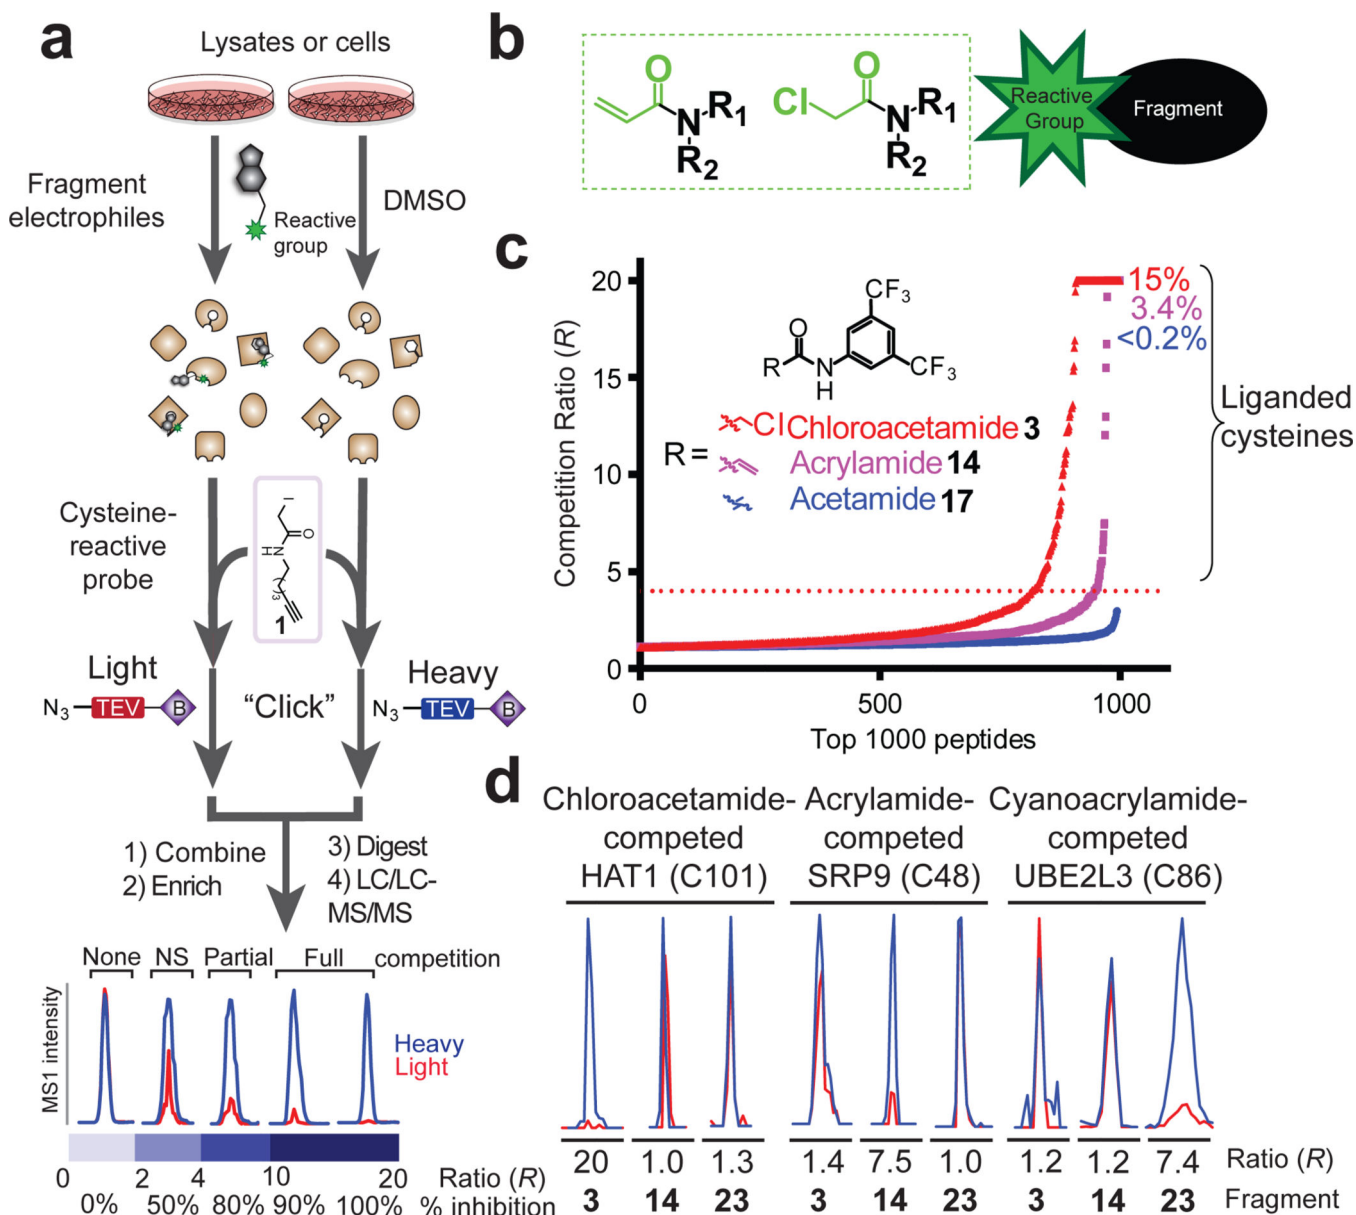 a
Lysates or cells
Fragment
electrophiles
Reactive
group
DMSO
Cysteine-
reactive
probe
I
O
N
H
3
1
Light
Heavy
N3 TEV B
"Click"
N3 TEV B
1) Combine
2) Enrich
3) Digest
4) LC/LC-
MS/MS
None NS Partial Full competition
MS1 intensity
Heavy
Light
0 2 4 10 20 Ratio (R)
0% 50% 80% 90% 100% % inhibition
b
O
N R1
R2
Cl O
N R1
R2
Reactive
Group
Fragment
c
Competition Ratio (R)
20
15
10
5
0
0 500 1000
Top 1000 peptides
CF3
O
R N
H
CF3
R =
Cl Chloroacetamide 3
Acrylamide 14
Acetamide 17
15%
3.4%
<0.2%
Liganded
cysteines
d
Chloroacetamide-
competed
HAT1 (C101)
Acrylamide-
competed
SRP9 (C48)
Cyanoacrylamide-
competed
UBE2L3 (C86)
20 1.0 1.3 1.4 7.5 1.0 1.2 1.2 7.4 Ratio (R)
3 14 23 3 14 23 3 14 23 Fragment